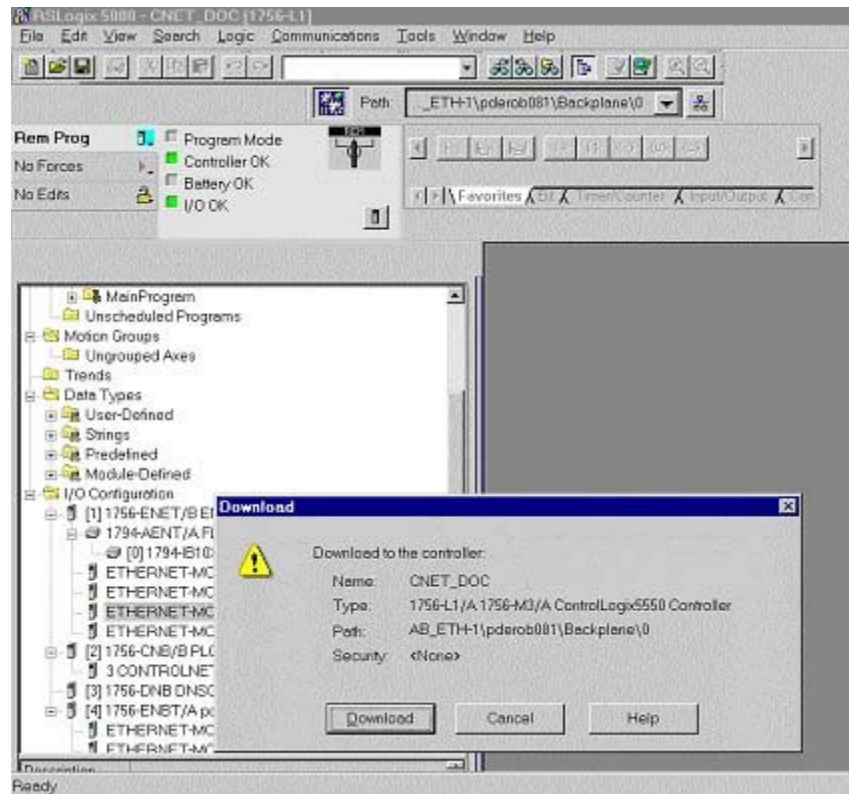 RSLogix 5000 - CNET_DOC [1756-L1]
File Edit View Search Logic Communications Tools Window Help
Path: ..._ETH-1\pderob081\Backplane\0
Rem Prog
No Forces
No Edits
Program Mode
Controller OK
Battery OK
I/O OK
Favorites Bit Timer/Counter Input/Output Com
MainProgram
Unscheduled Programs
Motion Groups
Ungrouped Axes
Trends
Data Types
User-Defined
Strings
Predefined
Module-Defined
I/O Configuration
[1] 1756-ENET/B
1794-AENT/A
[0] 1794-IB10
ETHERNET-MC
ETHERNET-MC
ETHERNET-MC
ETHERNET-MC
[2] 1756-CNB/B PLC
3 CONTROLNET
[3] 1756-DNB
[4] 1756-ENBT/A
ETHERNET-MC
ETHERNET-MC
Description
Ready
Download
Download to the controller:
Name: CNET_DOC
Type: 1756-L1/A 1756-M3/A ControlLogix5550 Controller
Path: AB_ETH-1\pderob081\Backplane\0
Security: <None>
Download Cancel Help